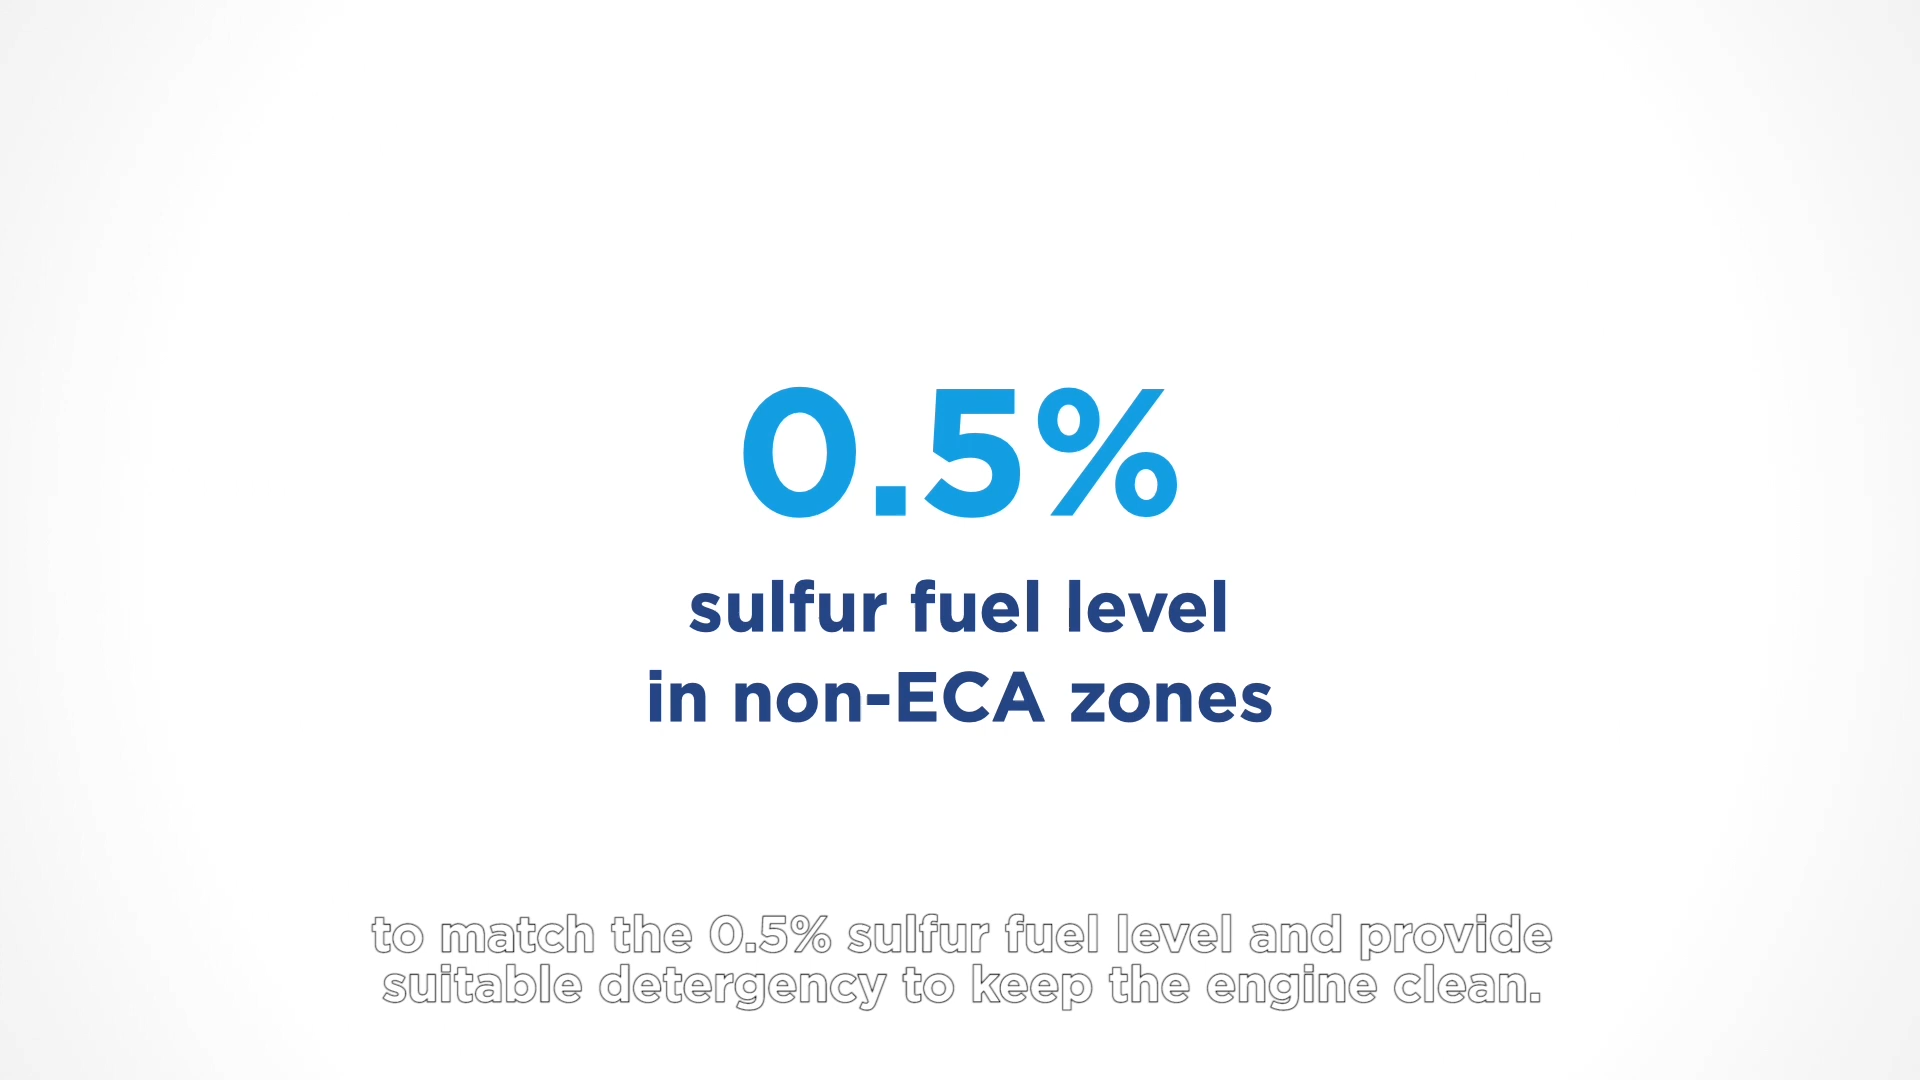 0.5%
sulfur fuel level
in non-ECA zones
to match the 0.5% sulfur fuel level and provide
suitable detergency to keep the engine clean.